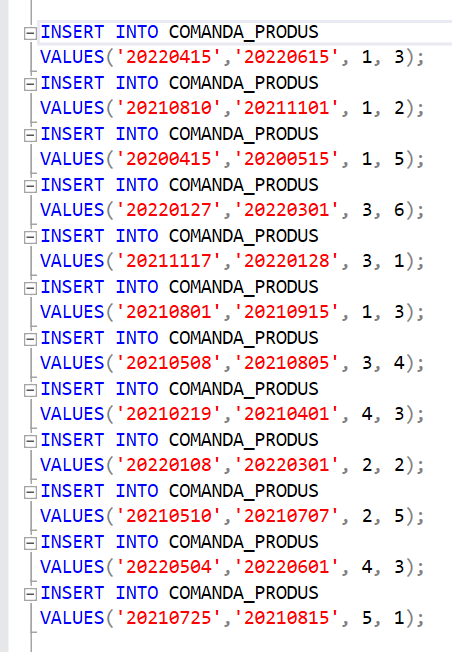 INSERT INTO COMANDA_PRODUS
VALUES('20220415','20220615', 1, 3);
INSERT INTO COMANDA_PRODUS
VALUES('20210810','20211101', 1, 2);
INSERT INTO COMANDA_PRODUS
VALUES('20200415','20200515', 1, 5);
INSERT INTO COMANDA_PRODUS
VALUES('20220127','20220301', 3, 6);
INSERT INTO COMANDA_PRODUS
VALUES('20211117','20220128', 3, 1);
INSERT INTO COMANDA_PRODUS
VALUES('20210801','20210915', 1, 3);
INSERT INTO COMANDA_PRODUS
VALUES('20210508','20210805', 3, 4);
INSERT INTO COMANDA_PRODUS
VALUES('20210219','20210401', 4, 3);
INSERT INTO COMANDA_PRODUS
VALUES('20220108','20220301', 2, 2);
INSERT INTO COMANDA_PRODUS
VALUES('20210510','20210707', 2, 5);
INSERT INTO COMANDA_PRODUS
VALUES('20220504','20220601', 4, 3);
INSERT INTO COMANDA_PRODUS
VALUES('20210725','20210815', 5, 1);